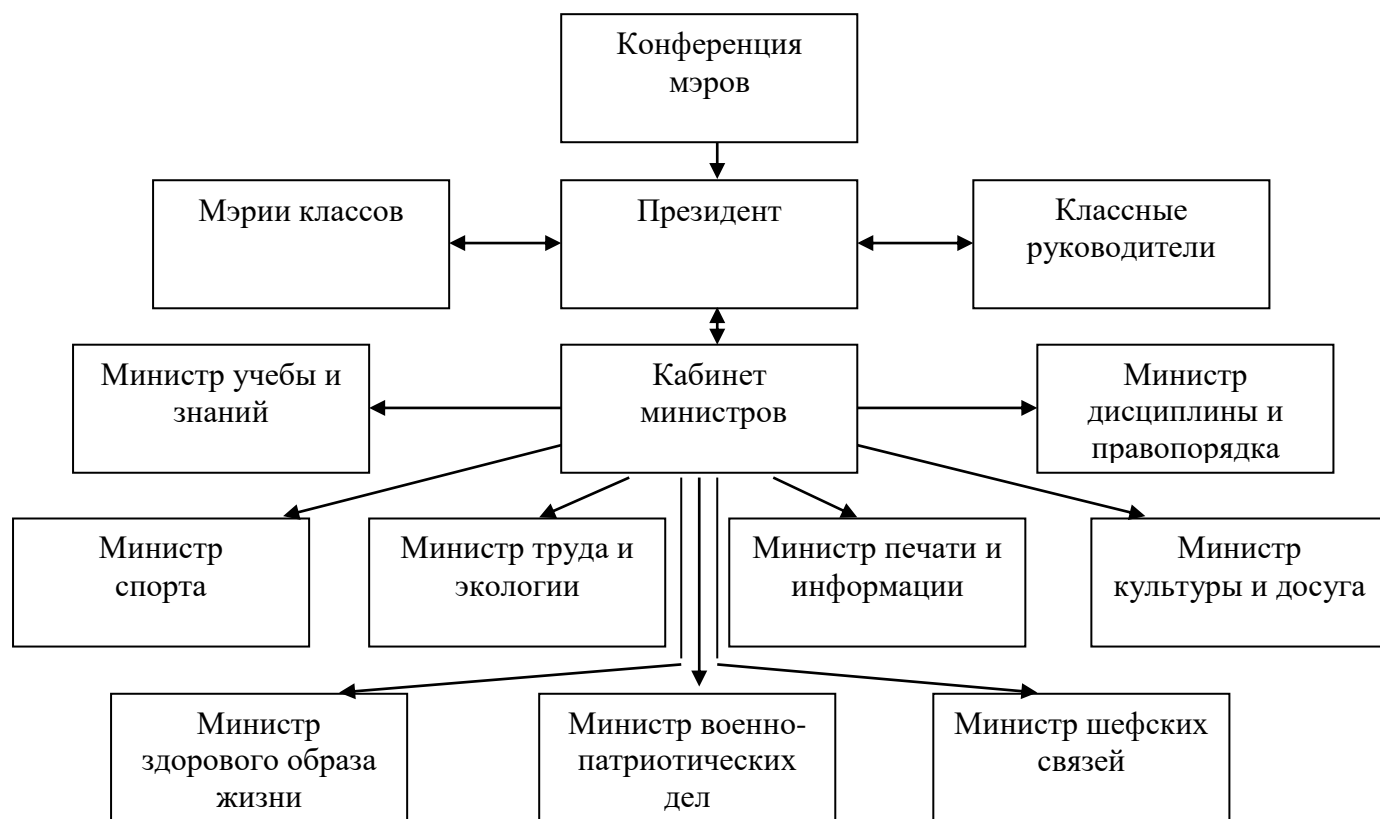 Конференция
мэров
Мэрии классов
Президент
Классные
руководители
Министр учебы и
знаний
Кабинет
министров
Министр
дисциплины и
правопорядка
Министр
спорта
Министр труда и
экологии
Министр печати и
информации
Министр
культуры и досуга
Министр
здорового образа
жизни
Министр военно-
патриотических
дел
Министр шефских
связей